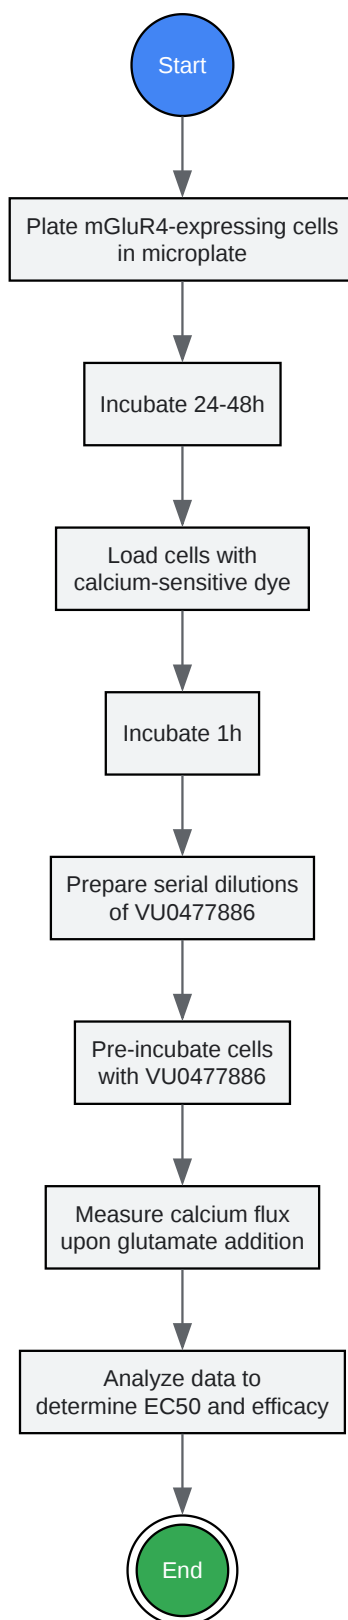 Start
Plate mGluR4-expressing cells
in microplate
Incubate 24-48h
Load cells with
calcium-sensitive dye
Incubate 1h
Prepare serial dilutions
of VU0477886
Pre-incubate cells
with VU0477886
Measure calcium flux
upon glutamate addition
Analyze data to
determine EC50 and efficacy
End